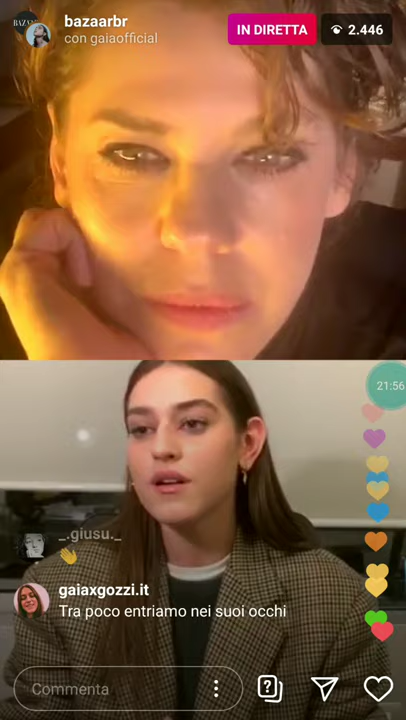 BAZAAR
bazaarbr
con gaiaofficial
IN DIRETTA
2.446
21:56
_.giusu._
👋
gaiaxgozzi.it
Tra poco entriamo nei suoi occhi
Commenta